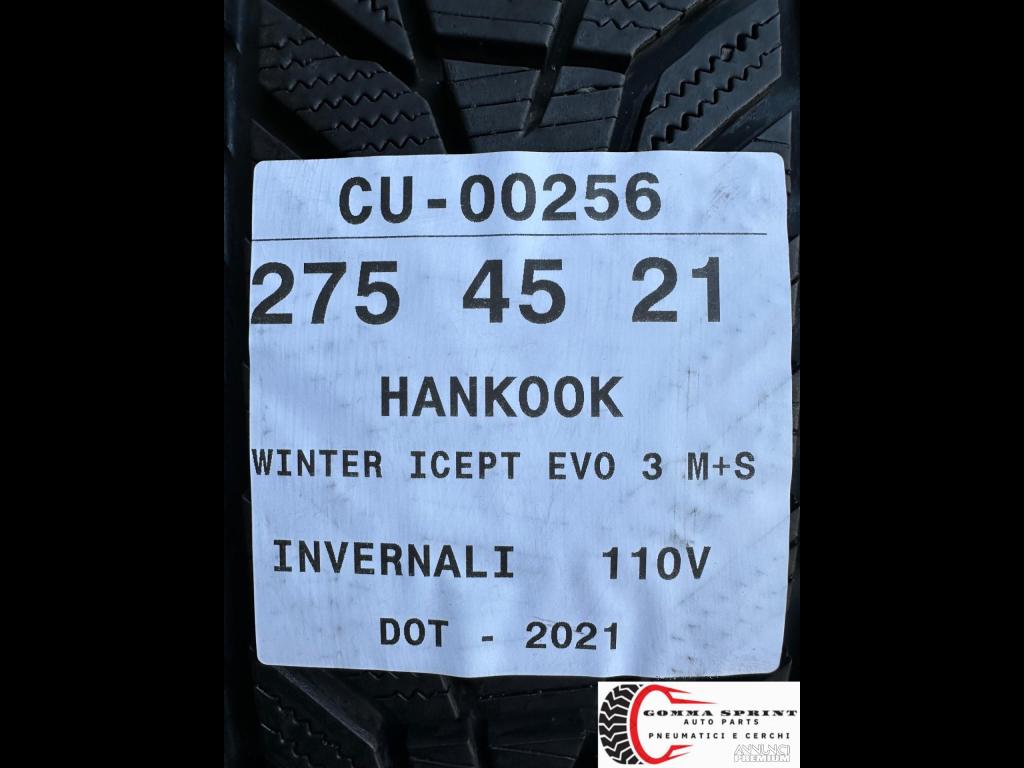 CU-00256
275 45 21
HANKOOK
WINTER ICEPT EVO 3 M+S
INVERNALI 110V
DOT - 2021
GOMMA SPRINT
AUTO PARTS
PNEUMATICI E CERCHI
ANNUNCI
PREMIUM